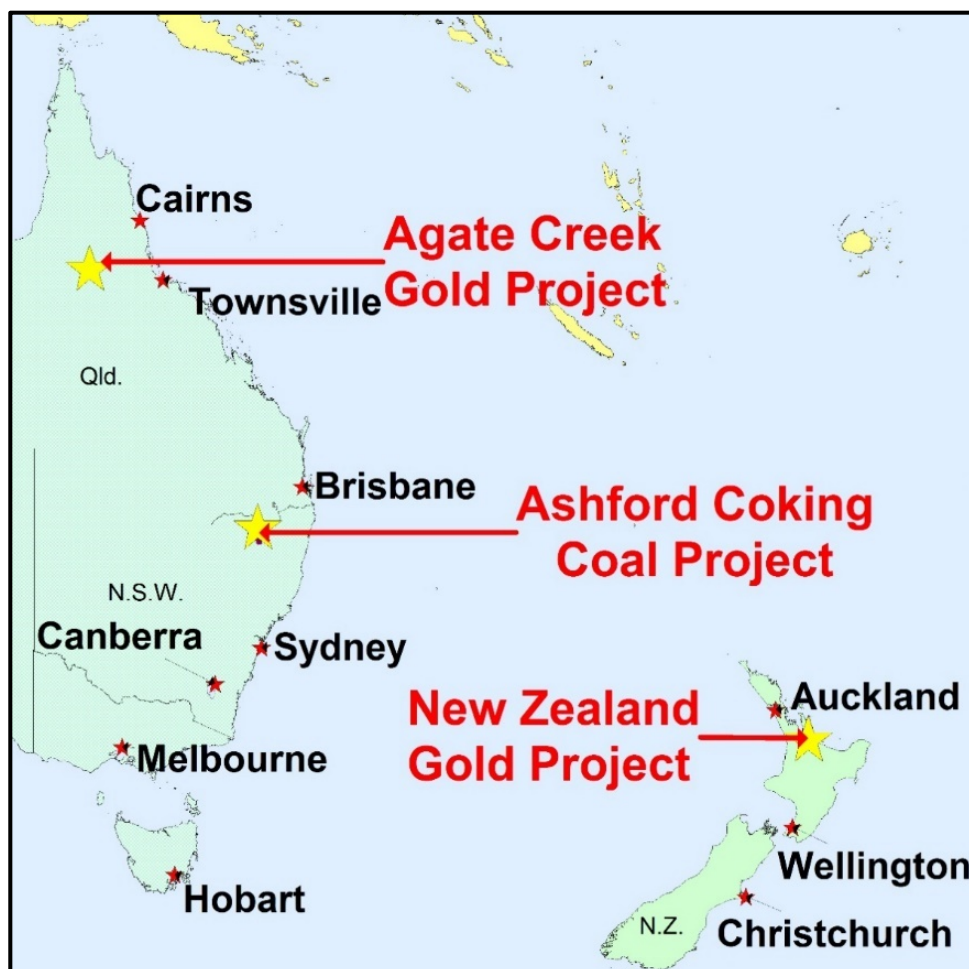 Cairns
Agate Creek
Gold Project
Townsville
Qld.
Brisbane
Ashford Coking
Coal Project
N.S.W.
Canberra
Sydney
New Zealand
Gold Project
Auckland
Melbourne
Wellington
Hobart
N.Z.
Christchurch